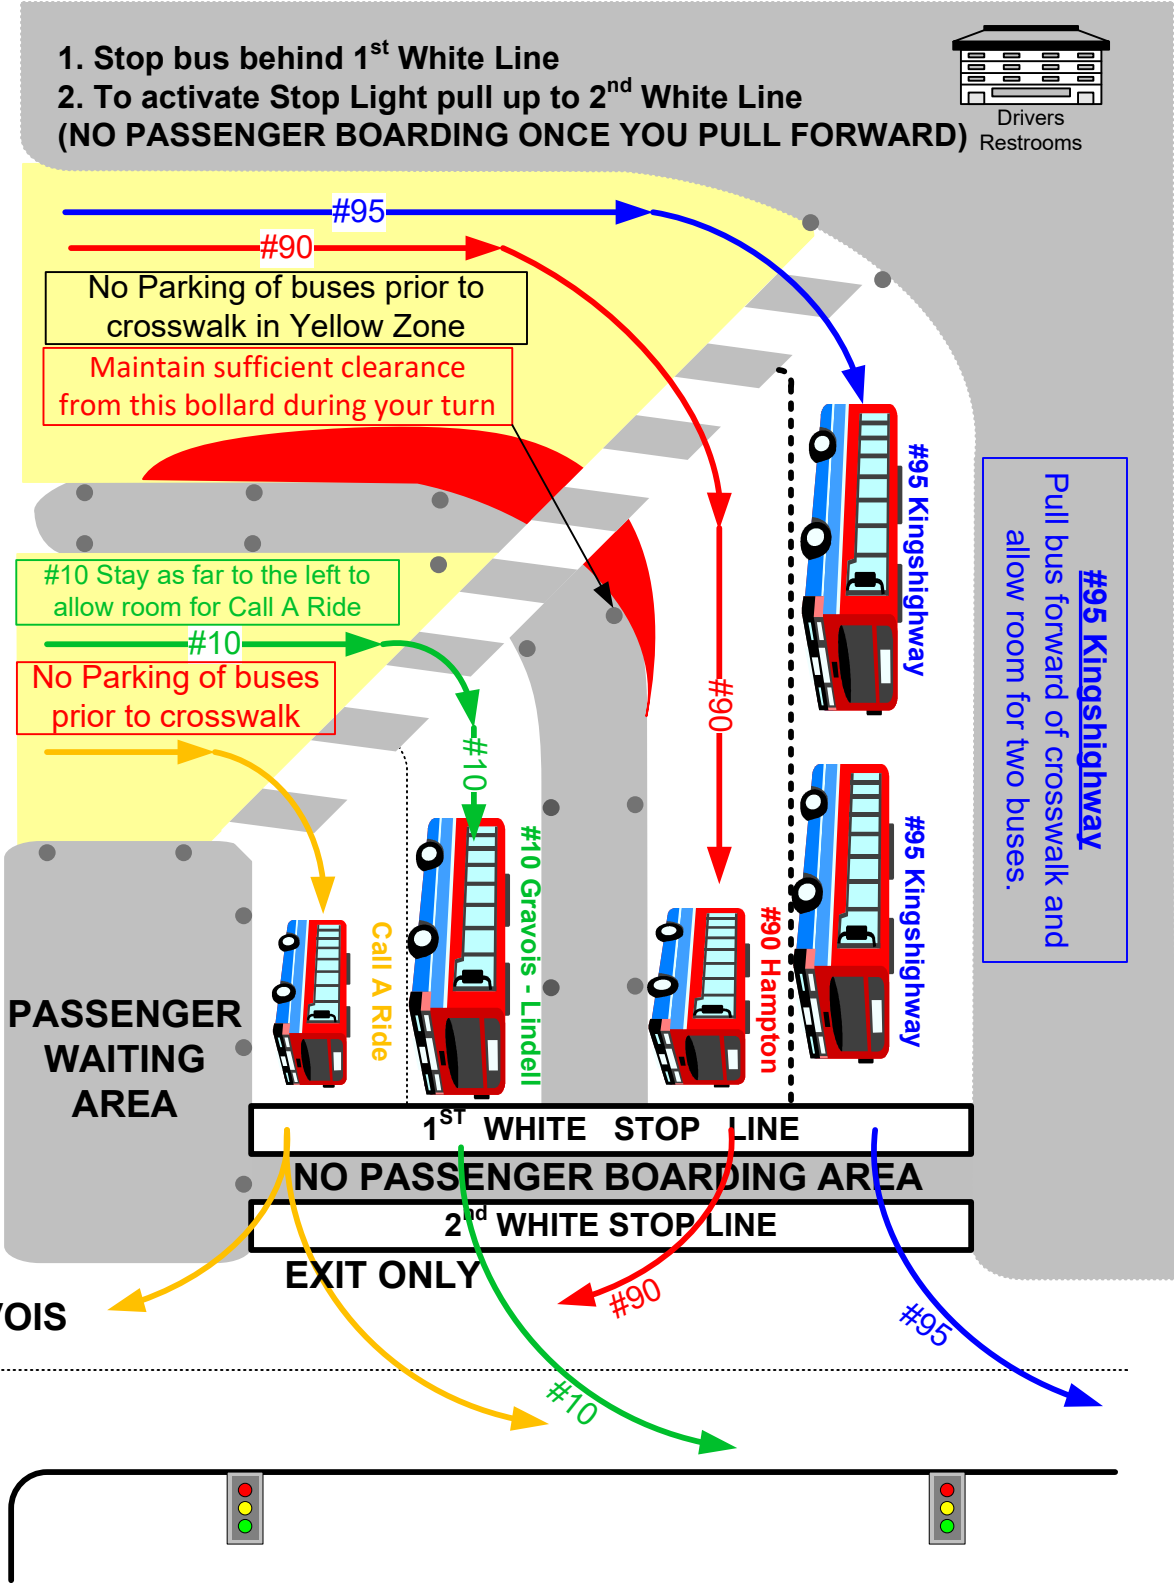 1. Stop bus behind 1st White Line
2. To activate Stop Light pull up to 2nd White Line
(NO PASSENGER BOARDING ONCE YOU PULL FORWARD)
Drivers
Restrooms
#95
#90
No Parking of buses prior to
crosswalk in Yellow Zone
Maintain sufficient clearance
from this bollard during your turn
#10 Stay as far to the left to
allow room for Call A Ride
#10
No Parking of buses
prior to crosswalk
#10
#90
#95 Kingshighway
#95 Kingshighway
Pull bus forward of crosswalk and
allow room for two buses.
#95 Kingshighway
Call A Ride
#10 Gravois - Lindell
#90 Hampton
PASSENGER
WAITING
AREA
1ST WHITE STOP LINE
NO PASSENGER BOARDING AREA
2nd WHITE STOP LINE
EXIT ONLY
VOIS
#90
#95
#10